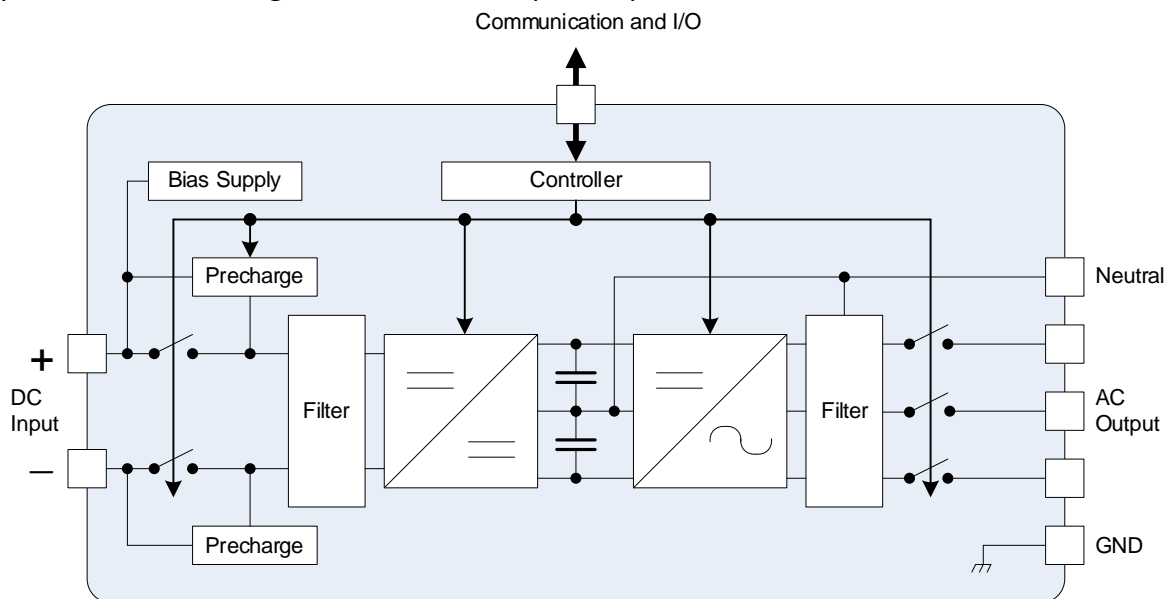 Communication and I/O
Bias Supply
Controller
Precharge
Neutral
+
DC
Input
−
Filter
Filter
AC
Output
Precharge
GND